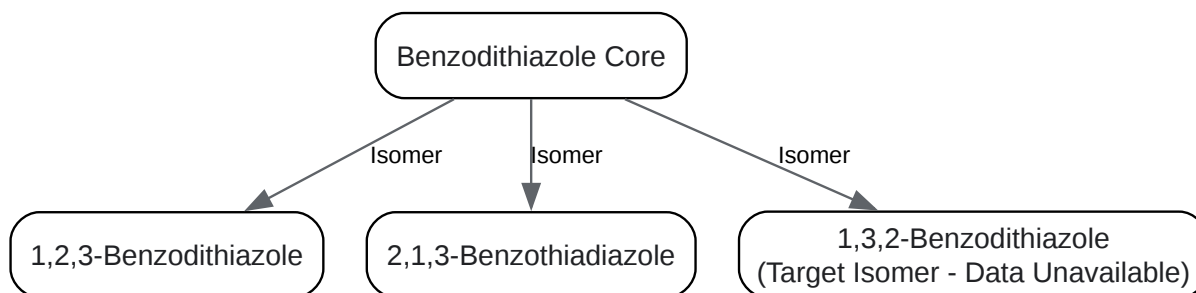 Benzodithiazole Core
Isomer
Isomer
Isomer
1,2,3-Benzodithiazole
2,1,3-Benzothiadiazole
1,3,2-Benzodithiazole
(Target Isomer - Data Unavailable)